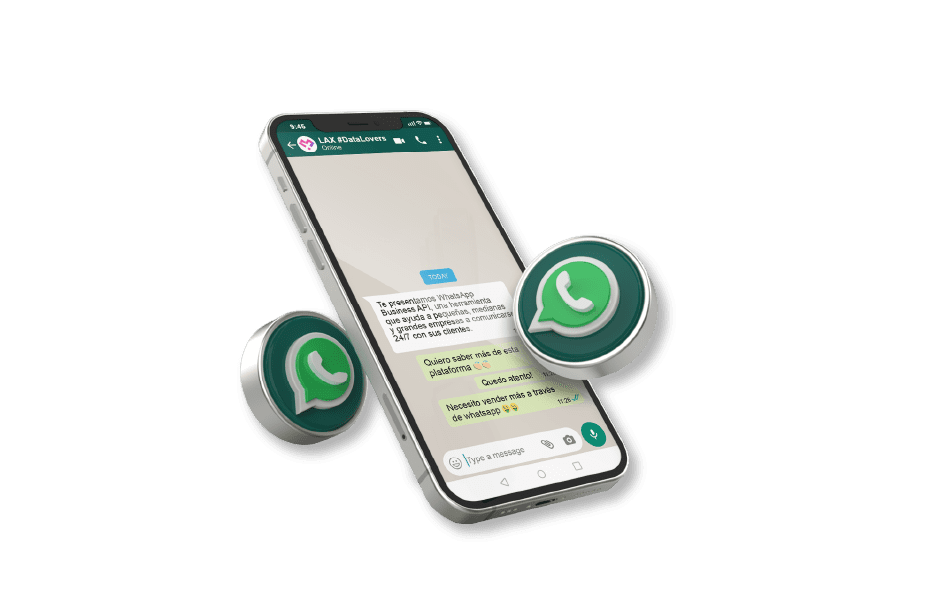 9:46
LAX #DataLovers
Online
TODAY
Te presentamos WhatsApp
Business API, una herramienta
que ayuda a pequeñas, medianas
y grandes empresas a comunicarse
24/7 con sus clientes.
Quiero saber más de esta
plataforma 👏🏻👏🏻
Quedo atento!
Necesito vender más a través
de whatsapp 😜😜
11:26
Type a message